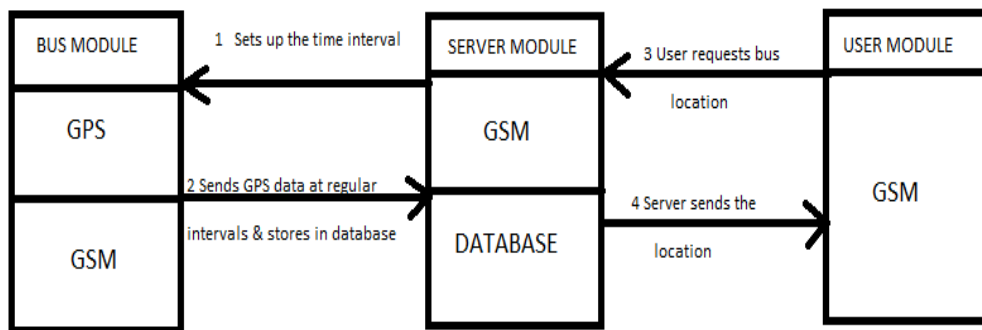 BUS MODULE
GPS
GSM
1 Sets up the time interval
2 Sends GPS data at regular
intervals & stores in database
SERVER MODULE
GSM
DATABASE
3 User requests bus
location
4 Server sends the
location
USER MODULE
GSM